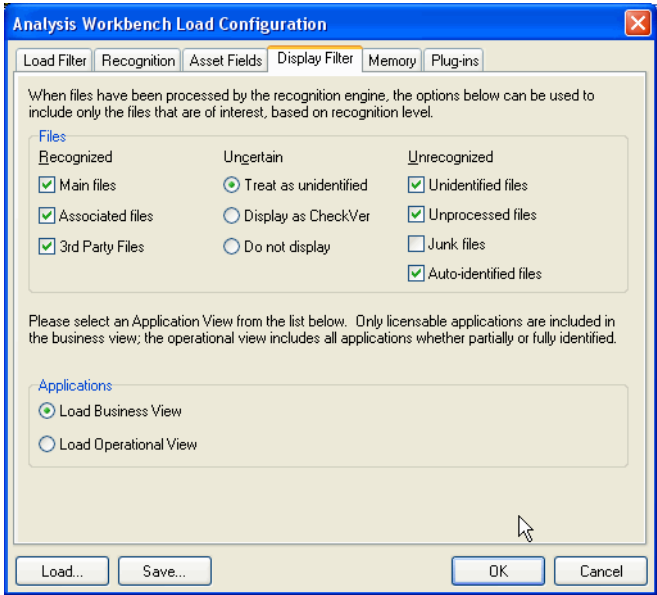 Analysis Workbench Load Configuration
Load Filter Recognition Asset Fields Display Filter Memory Plug-ins
When files have been processed by the recognition engine, the options below can be used to
include only the files that are of interest, based on recognition level.
Files
Recognized Uncertain Unrecognized
Main files Treat as unidentified Unidentified files
Associated files Display as CheckVer Unprocessed files
3rd Party Files Do not display Junk files
Auto-identified files
Please select an Application View from the list below. Only licensable applications are included in
the business view; the operational view includes all applications whether partially or fully identified.
Applications
Load Business View
Load Operational View
Load... Save... OK Cancel